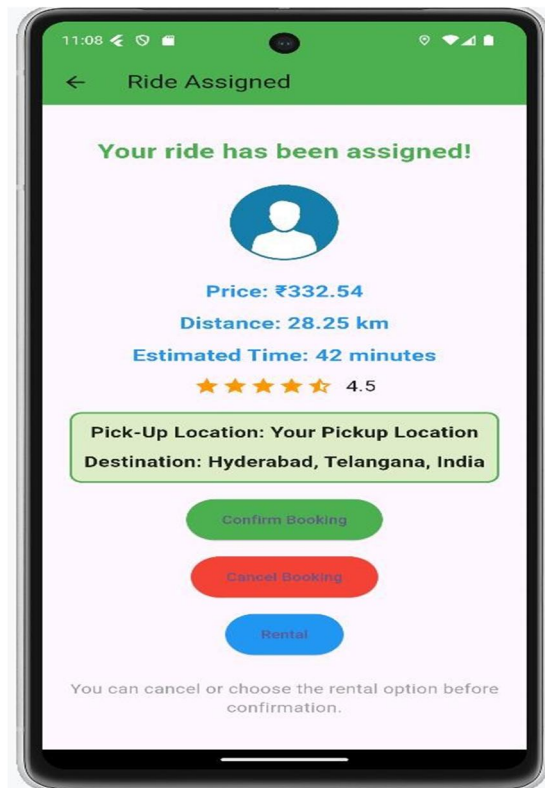 11:08
Ride Assigned
Your ride has been assigned!
Price: ₹332.54
Distance: 28.25 km
Estimated Time: 42 minutes
4.5
Pick-Up Location: Your Pickup Location
Destination: Hyderabad, Telangana, India
Confirm Booking
Cancel Booking
Rental
You can cancel or choose the rental option before
confirmation.